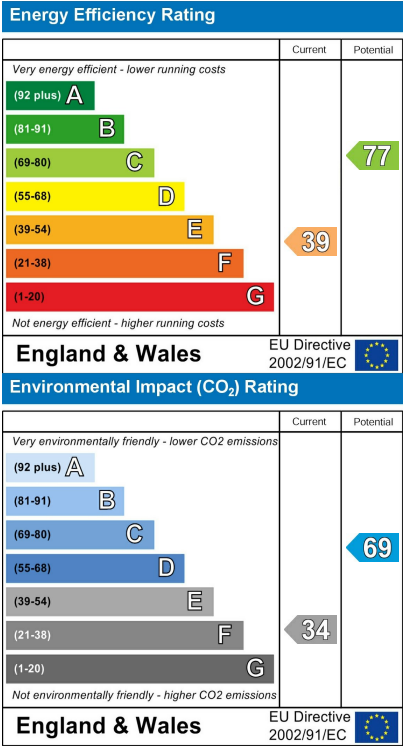 Energy Efficiency Rating
Current Potential
Very energy efficient - lower running costs
(92 plus) A
(81-91) B
(69-80) C
77
(55-68) D
(39-54) E
39
(21-38) F
(1-20) G
Not energy efficient - higher running costs
England & Wales
EU Directive
2002/91/EC
Environmental Impact (CO₂) Rating
Current Potential
Very environmentally friendly - lower CO2 emissions
(92 plus) A
(81-91) B
(69-80) C
69
(55-68) D
(39-54) E
(21-38) F
34
(1-20) G
Not environmentally friendly - higher CO2 emissions
England & Wales
EU Directive
2002/91/EC